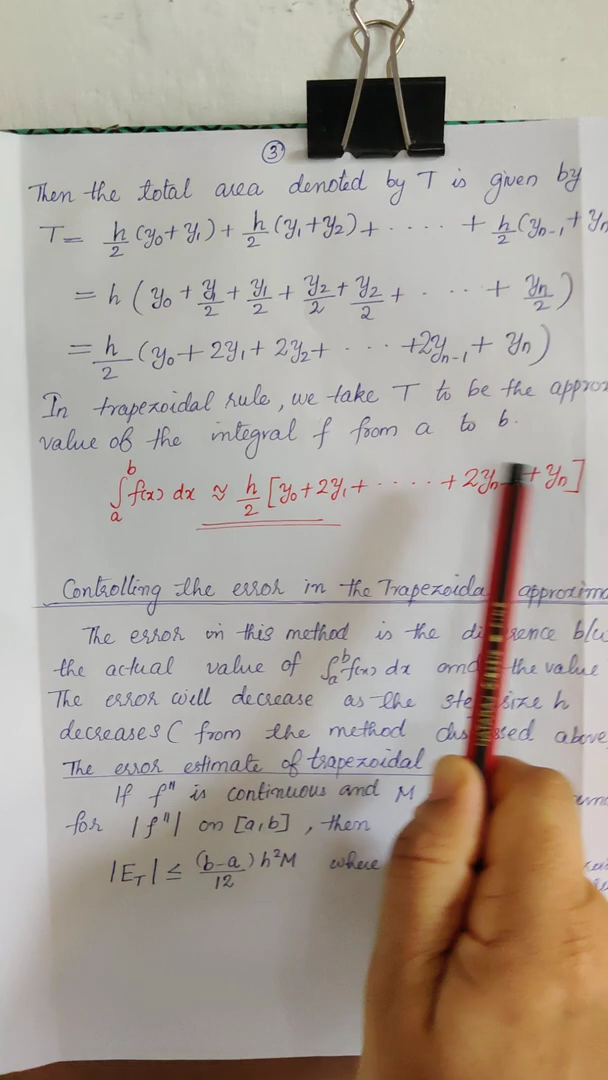 ③
Then the total area denoted by T is given by
T = h/2 (y₀ + y₁) + h/2 (y₁ + y₂) + ..... + h/2 (yₙ₋₁ + yₙ
= h (y₀ + y₁/2 + y₁/2 + y₂/2 + y₂/2 + .... + yₙ/2)
= h/2 (y₀ + 2y₁ + 2y₂ + .... + 2yₙ₋₁ + yₙ)
In trapezoidal rule, we take T to be the
value of the integral f from a to b.
∫ₐᵇ f(x) dx ≈ h/2 [y₀ + 2y₁ + ..... + 2yₙ + yₙ]
Controlling the error in the
The error in this method is the b/w
the actual value of ∫ₐᵇ f(x) dx and the value
The error will decrease as the size h
decreases ( from the method above
The error estimate of trapezoidal
If f" is continuous and M
for |f"| on [a,b], then
|E_T| ≤ (b-a)/12 h²M where